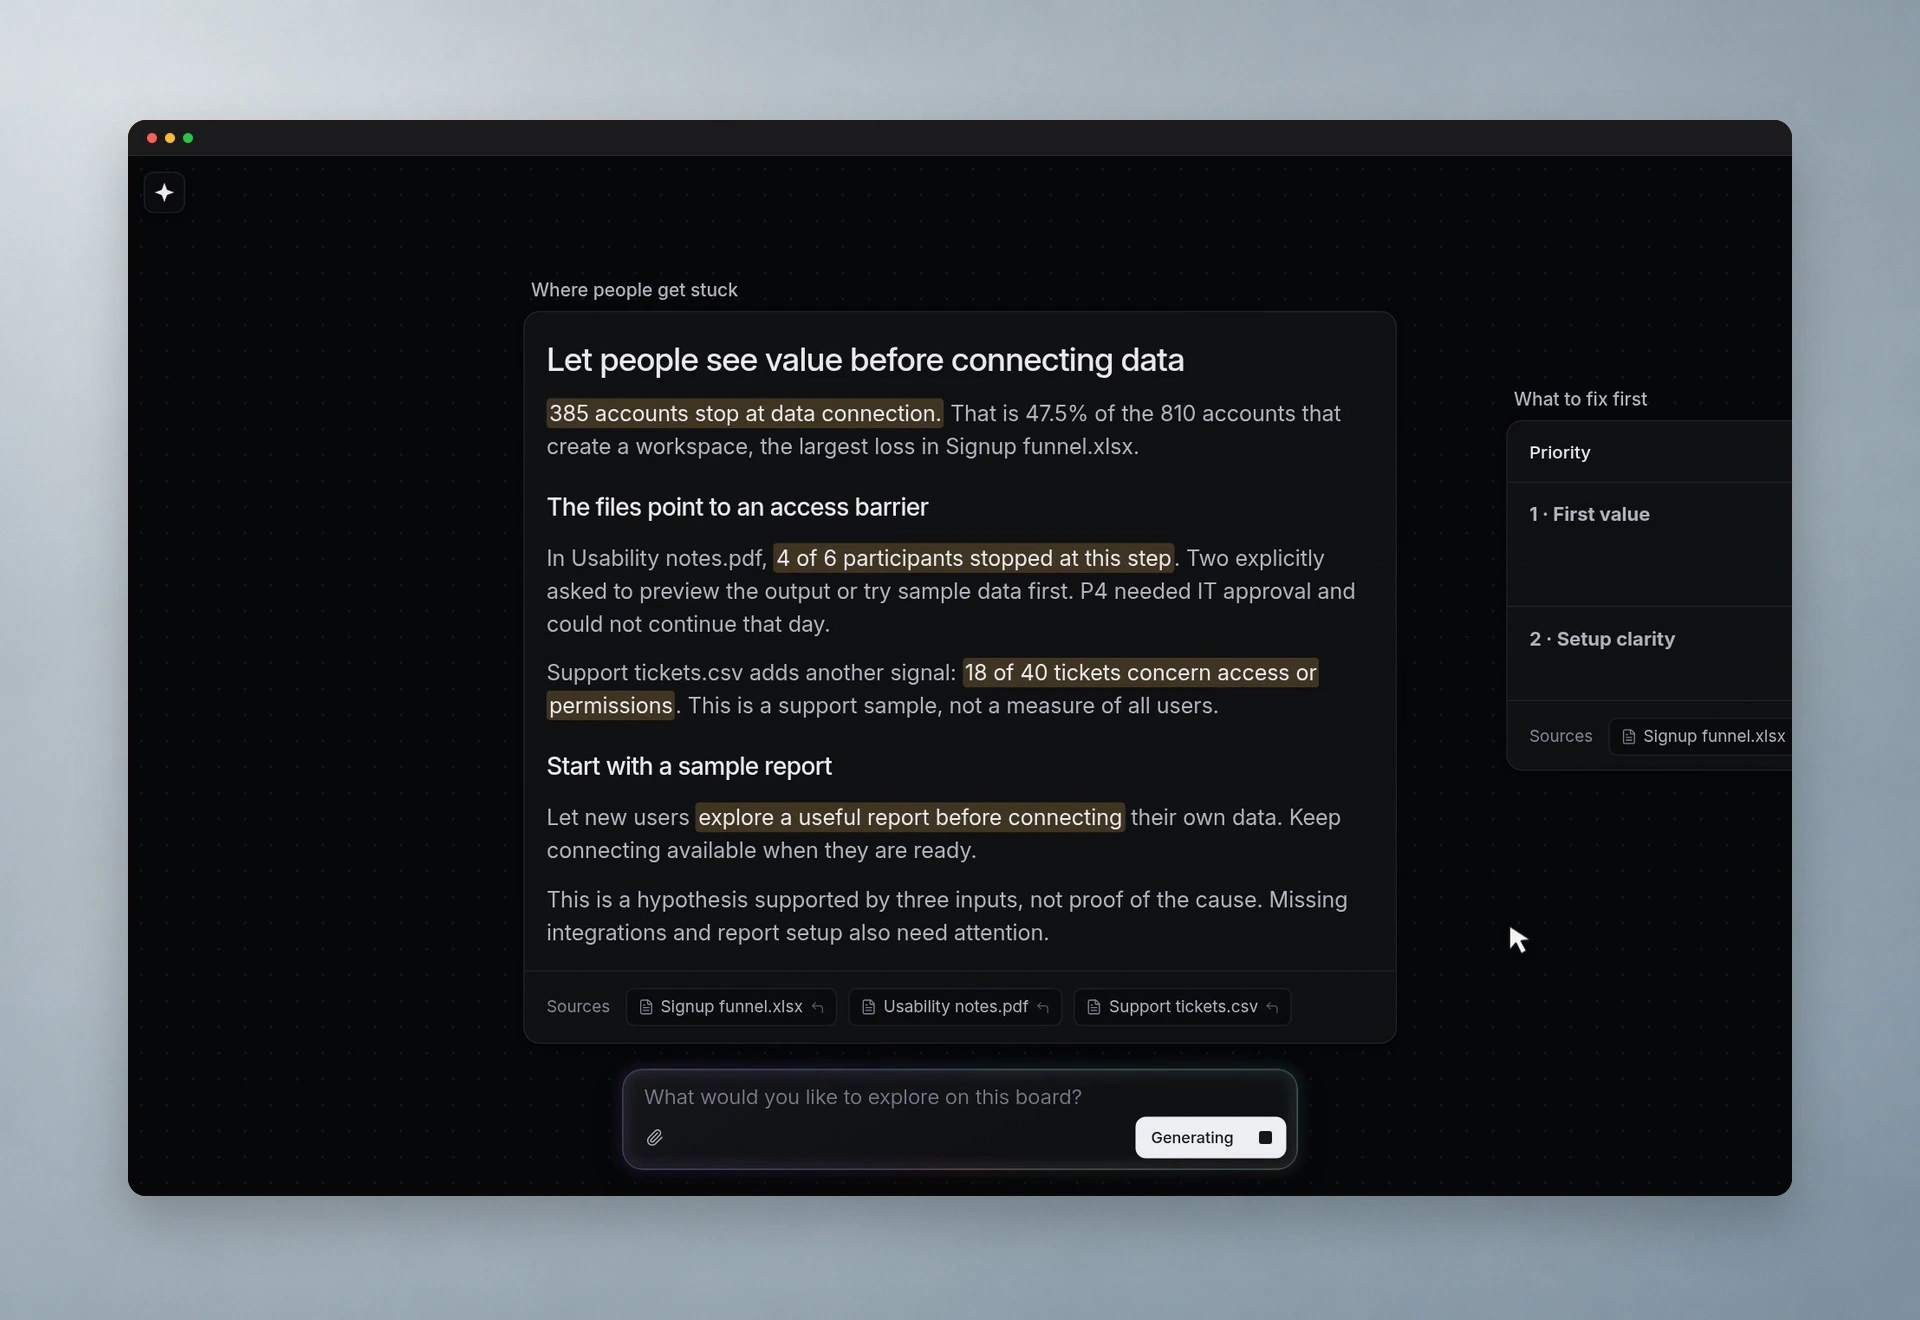 Where people get stuck
Let people see value before connecting data
385 accounts stop at data connection. That is 47.5% of the 810 accounts that
create a workspace, the largest loss in Signup funnel.xlsx.
The files point to an access barrier
In Usability notes.pdf, 4 of 6 participants stopped at this step. Two explicitly
asked to preview the output or try sample data first. P4 needed IT approval and
could not continue that day.
Support tickets.csv adds another signal: 18 of 40 tickets concern access or
permissions. This is a support sample, not a measure of all users.
Start with a sample report
Let new users explore a useful report before connecting their own data. Keep
connecting available when they are ready.
This is a hypothesis supported by three inputs, not proof of the cause. Missing
integrations and report setup also need attention.
Sources Signup funnel.xlsx Usability notes.pdf Support tickets.csv
What to fix first
Priority
1 · First value
2 · Setup clarity
Sources Signup funnel.xlsx
What would you like to explore on this board?
Generating